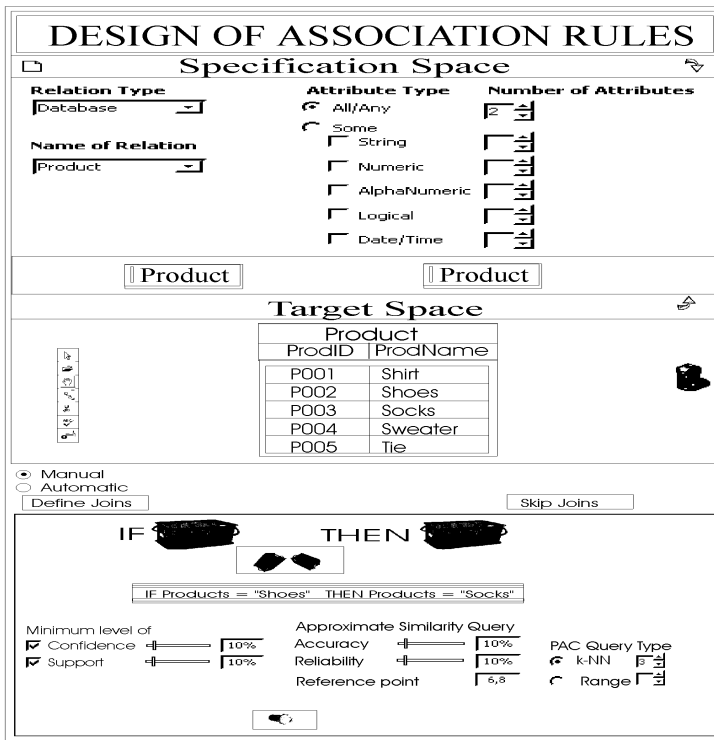 DESIGN OF ASSOCIATION RULES
Specification Space
Relation Type Attribute Type Number of Attributes
Database All/Any 2
Some
Name of Relation String
Product Numeric
AlphaNumeric
Logical
Date/Time
Product Product
Target Space
Product
ProdID ProdName
P001 Shirt
P002 Shoes
P003 Socks
P004 Sweater
P005 Tie
Manual
Automatic
Define Joins Skip Joins
IF THEN
IF Products = "Shoes" THEN Products = "Socks"
Minimum level of Approximate Similarity Query
Confidence 10% Accuracy 10% PAC Query Type
Support 10% Reliability 10% k-NN 3
Reference point 6,8 Range